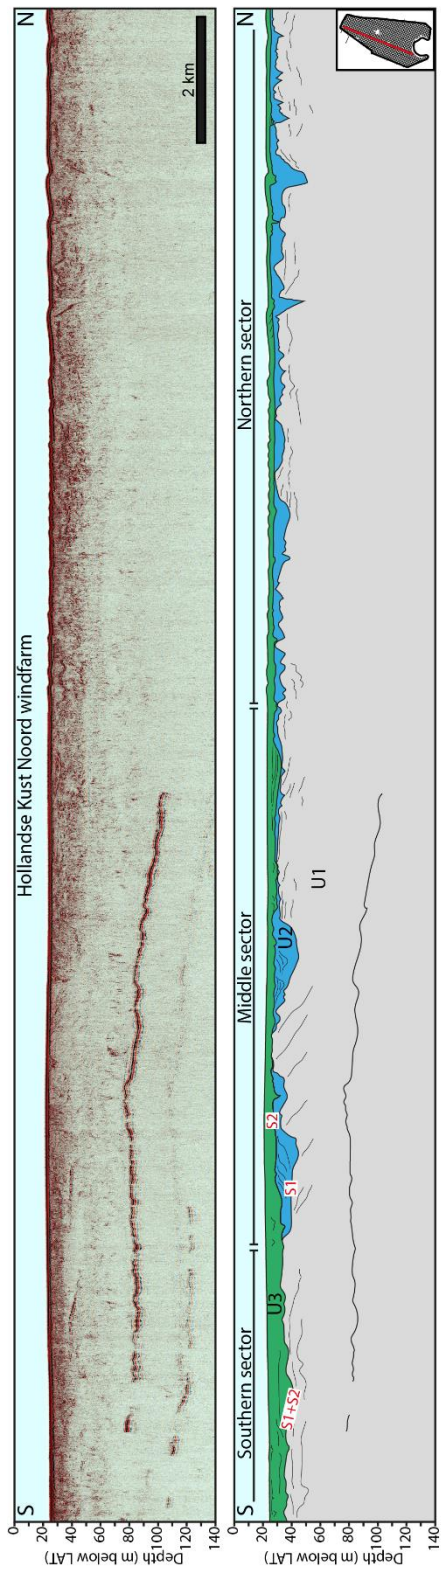 Hollandse Kust Noord windfarm
S
N
2 km
0
20
40
60
80
100
120
140
Depth (m below LAT)
S
Southern sector
Middle sector
Northern sector
N
U3
S1+S2
S1
S2
U2
U1
0
20
40
60
80
100
120
140
Depth (m below LAT)